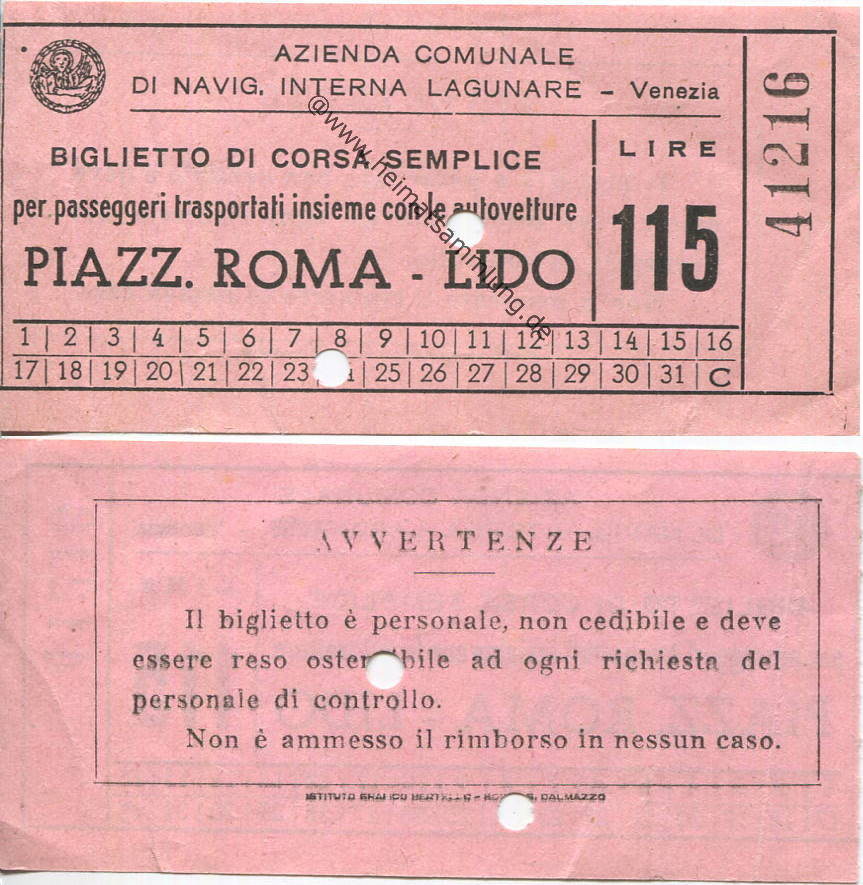 AZIENDA COMUNALE
DI NAVIG. INTERNA LAGUNARE - Venezia
BIGLIETTO DI CORSA SEMPLICE
per passeggeri trasportati insieme con le autovetture
PIAZZ. ROMA - LIDO
LIRE
115
41216
1 | 2 | 3 | 4 | 5 | 6 | 7 | 8 | 9 | 10 | 11 | 12 | 13 | 14 | 15 | 16
17 | 18 | 19 | 20 | 21 | 22 | 23 | 25 | 26 | 27 | 28 | 29 | 30 | 31 | C
@www.heimatsammlung.de
AVVERTENZE
Il biglietto è personale, non cedibile e deve
essere reso ostensibile ad ogni richiesta del
personale di controllo.
Non è ammesso il rimborso in nessun caso.
ISTITUTO GRAFICO BERTELLO - DALMAZZO